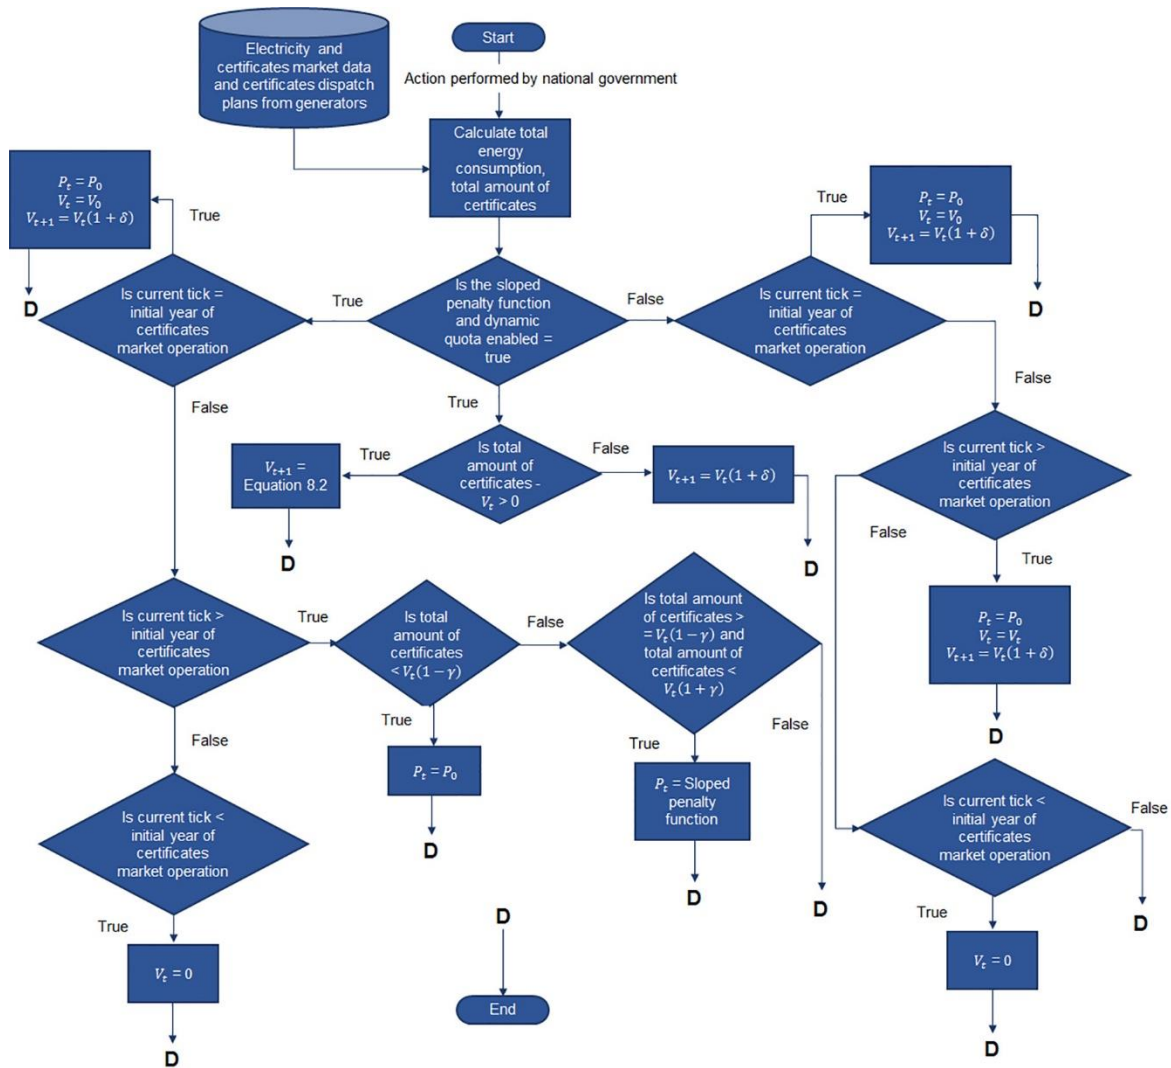 Start
Electricity and
certificates market data
and certificates dispatch
plans from generators
Action performed by national government
Calculate total
energy
consumption,
total amount of
certificates
P_t = P_0
V_t = V_0
V_{t+1} = V_t(1 + δ)
True
D
True
P_t = P_0
V_t = V_0
V_{t+1} = V_t(1 + δ)
D
Is current tick =
initial year of
certificates
market operation
True
Is the sloped
penalty function
and dynamic
quota enabled =
true
False
Is current tick =
initial year of
certificates
market operation
False
True
False
V_{t+1} =
Equation 8.2
True
Is total
amount of
certificates -
V_t > 0
False
V_{t+1} = V_t(1 + δ)
D
D
Is current tick >
initial year of
certificates
market operation
False
True
P_t = P_0
V_t = V_t
V_{t+1} = V_t(1 + δ)
D
Is current tick >
initial year of
certificates
market operation
True
Is total
amount of
certificates
< V_t(1 − γ)
False
Is total amount
of certificates >
= V_t(1 − γ) and
total amount of
certificates <
V_t(1 + γ)
False
True
P_t = P_0
D
True
P_t = Sloped
penalty
function
D
D
False
Is current tick <
initial year of
certificates
market operation
True
V_t = 0
D
Is current tick <
initial year of
certificates
market operation
False
D
True
V_t = 0
D
D
End